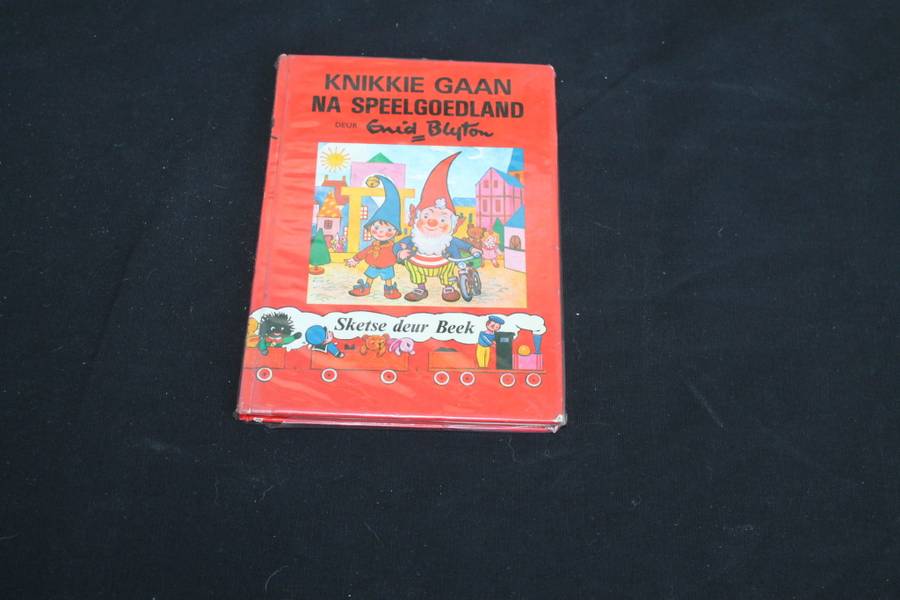 KNIKKIE GAAN
NA SPEELGOEDLAND
DEUR Enid Blyton
Sketse deur Beek